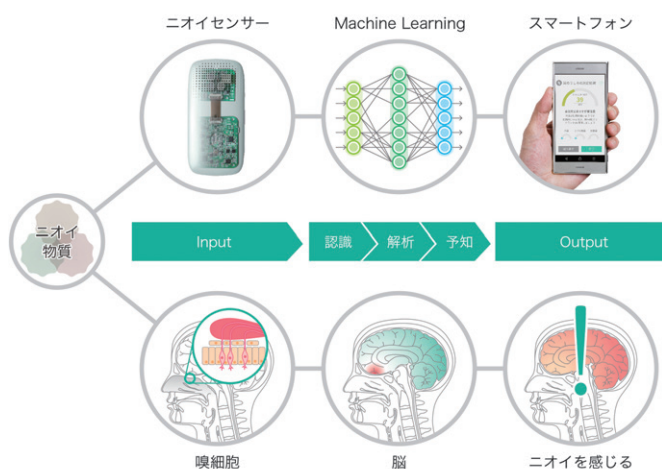 ニオイセンサー
Machine Learning
スマートフォン
ニオイ
物質
Input
認識
解析
予知
Output
嗅細胞
脳
ニオイを感じる